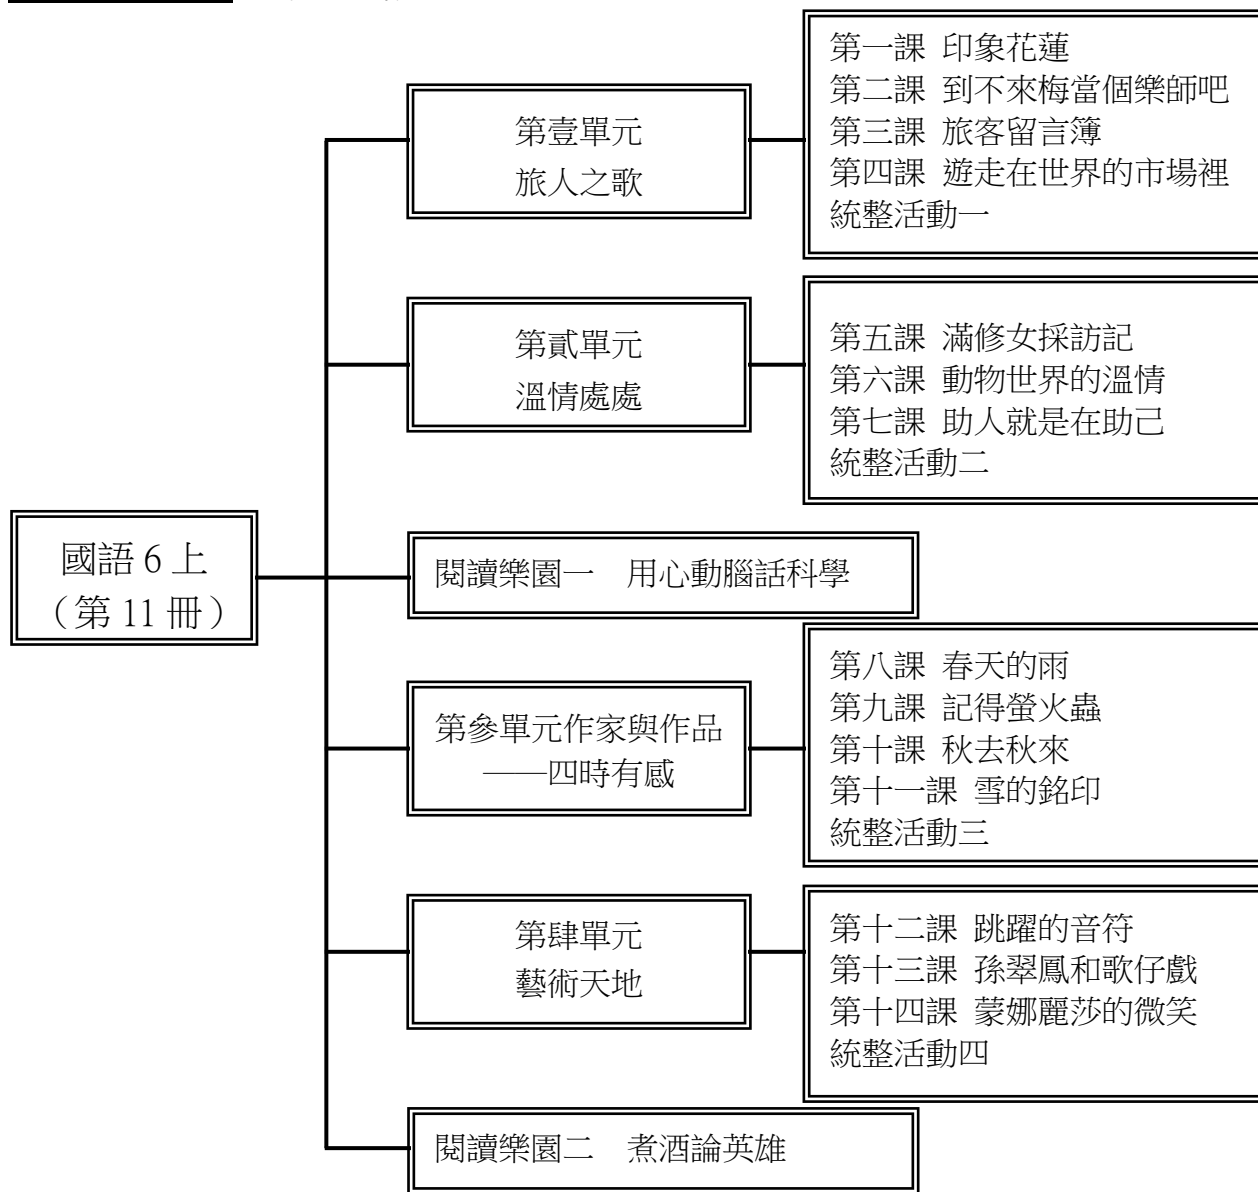 國語 6 上
（第 11 冊）
第壹單元
旅人之歌
第一課 印象花蓮
第二課 到不來梅當個樂師吧
第三課 旅客留言簿
第四課 遊走在世界的市場裡
統整活動一
第貳單元
溫情處處
第五課 滿修女採訪記
第六課 動物世界的溫情
第七課 助人就是在助己
統整活動二
閱讀樂園一　用心動腦話科學
第參單元作家與作品
——四時有感
第八課 春天的雨
第九課 記得螢火蟲
第十課 秋去秋來
第十一課 雪的銘印
統整活動三
第肆單元
藝術天地
第十二課 跳躍的音符
第十三課 孫翠鳳和歌仔戲
第十四課 蒙娜麗莎的微笑
統整活動四
閱讀樂園二　煮酒論英雄